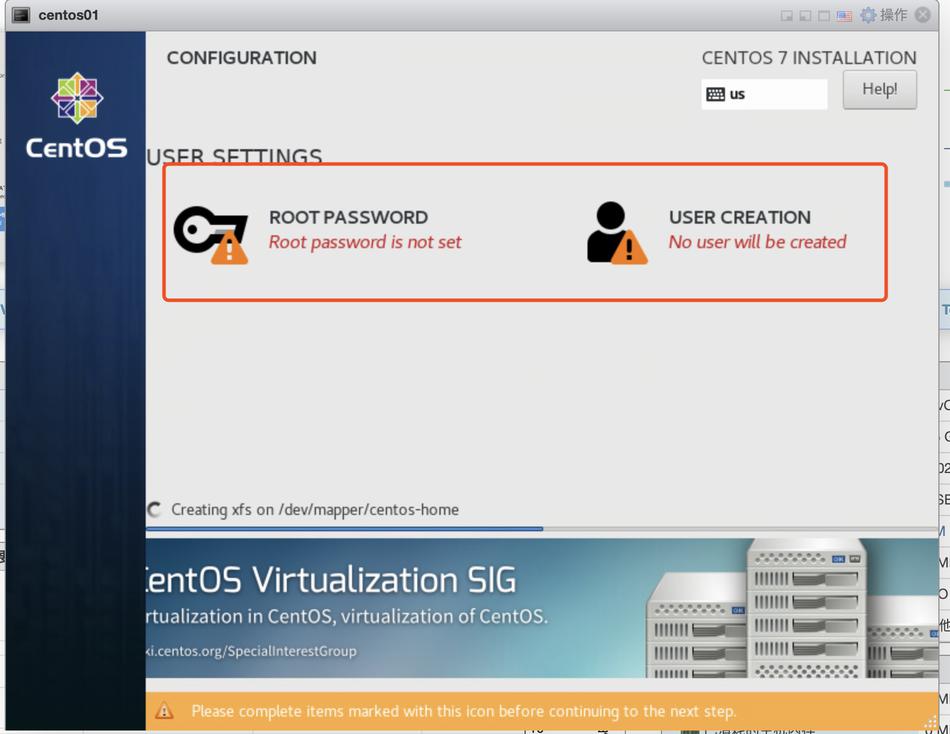 centos01
操作
CONFIGURATION
CENTOS 7 INSTALLATION
us
Help!
CentOS
USER SETTINGS
ROOT PASSWORD
Root password is not set
USER CREATION
No user will be created
Creating xfs on /dev/mapper/centos-home
CentOS Virtualization SIG
rtualization in CentOS, virtualization of CentOS.
ki.centos.org/SpecialInterestGroup
Please complete items marked with this icon before continuing to the next step.